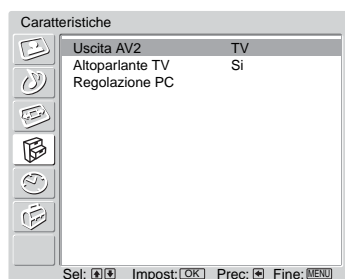 Caratteristiche
Uscita AV2 TV
Altoparlante TV Si
Regolazione PC
Sel: Impost: OK Prec: Fine: MENU